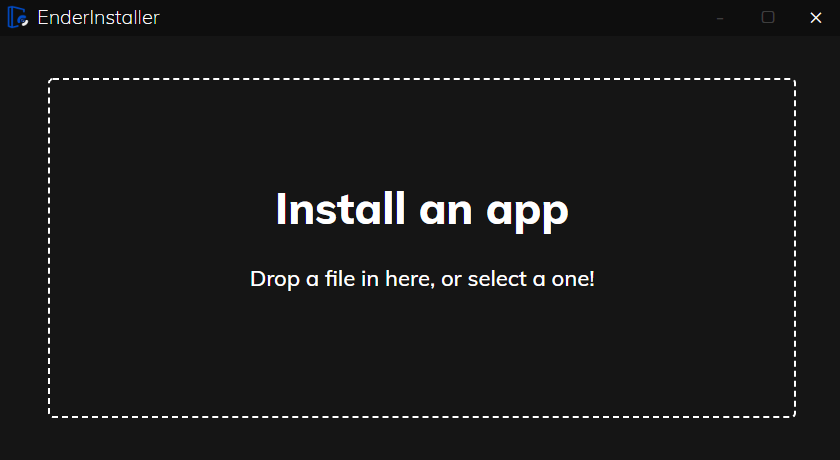 EnderInstaller
Install an app
Drop a file in here, or select a one!